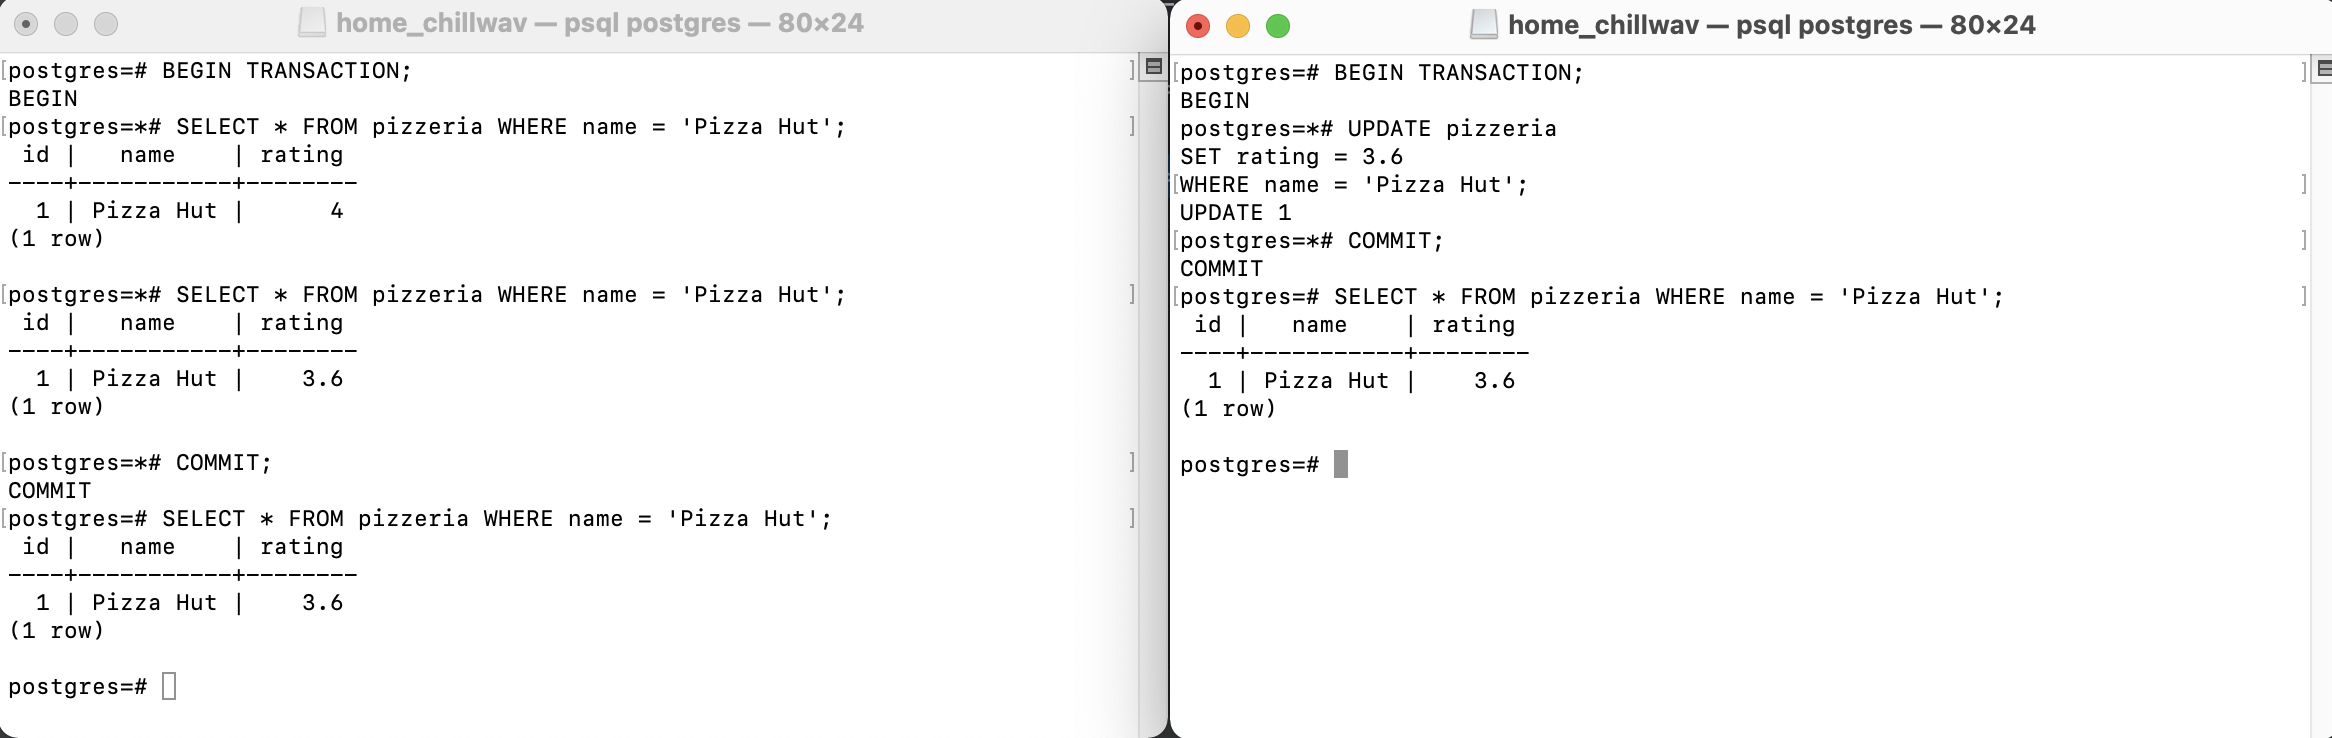 home_chillwav — psql postgres — 80×24
[postgres=# BEGIN TRANSACTION; ]
BEGIN
[postgres=*# SELECT * FROM pizzeria WHERE name = 'Pizza Hut'; ]
 id |   name    | rating
----+-----------+--------
  1 | Pizza Hut |      4
(1 row)

[postgres=*# SELECT * FROM pizzeria WHERE name = 'Pizza Hut'; ]
 id |   name    | rating
----+-----------+--------
  1 | Pizza Hut |    3.6
(1 row)

[postgres=*# COMMIT; ]
COMMIT
[postgres=# SELECT * FROM pizzeria WHERE name = 'Pizza Hut'; ]
 id |   name    | rating
----+-----------+--------
  1 | Pizza Hut |    3.6
(1 row)

postgres=#
home_chillwav — psql postgres — 80×24
[postgres=# BEGIN TRANSACTION; ]
BEGIN
postgres=*# UPDATE pizzeria
SET rating = 3.6
[WHERE name = 'Pizza Hut'; ]
UPDATE 1
[postgres=*# COMMIT; ]
COMMIT
[postgres=# SELECT * FROM pizzeria WHERE name = 'Pizza Hut'; ]
 id |   name    | rating
----+-----------+--------
  1 | Pizza Hut |    3.6
(1 row)

postgres=#